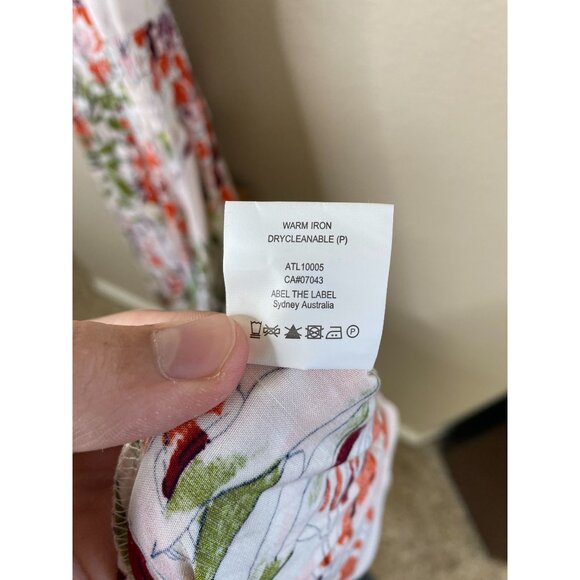 WARM IRON
DRYCLEANABLE (P)
ATL10005
CA#07043
ABEL THE LABEL
Sydney Australia
P